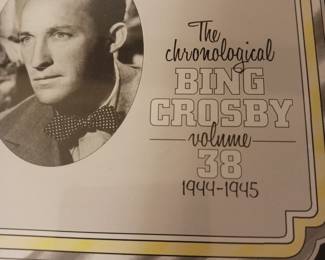 The
chronological
BING
CROSBY
volume
38
1944-1945